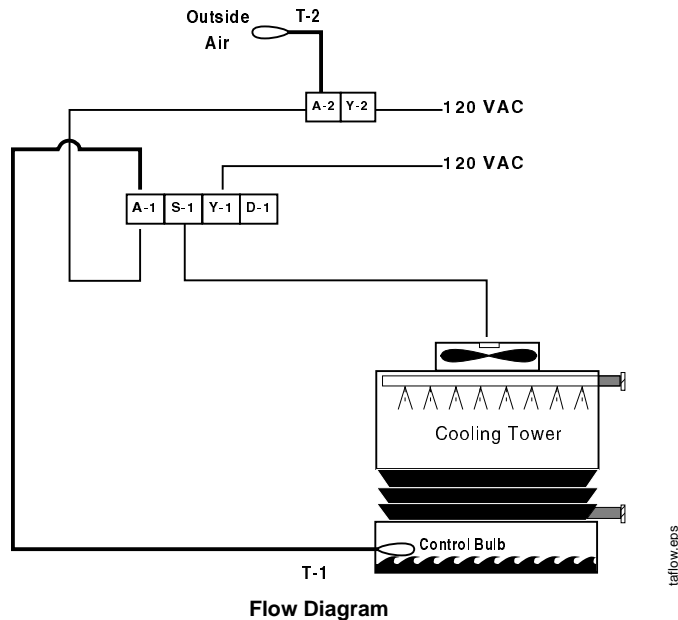 Outside
Air
T-2
A-2 Y-2
120 VAC
120 VAC
A-1 S-1 Y-1 D-1
Cooling Tower
Control Bulb
T-1
Flow Diagram
taflow.eps